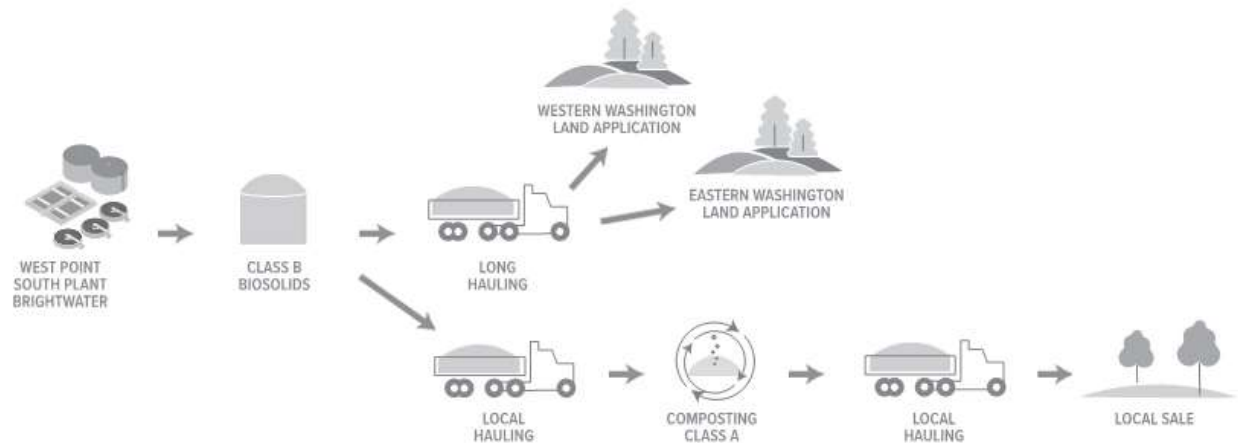 WESTERN WASHINGTON
LAND APPLICATION
EASTERN WASHINGTON
LAND APPLICATION
WEST POINT
SOUTH PLANT
BRIGHTWATER
CLASS B
BIOSOLIDS
LONG
HAULING
LOCAL
HAULING
COMPOSTING
CLASS A
LOCAL
HAULING
LOCAL SALE